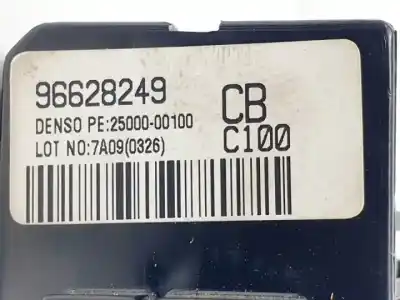 96628249
CB
DENSO PE:25000-00100
C100
LOT NO:7A09(0326)